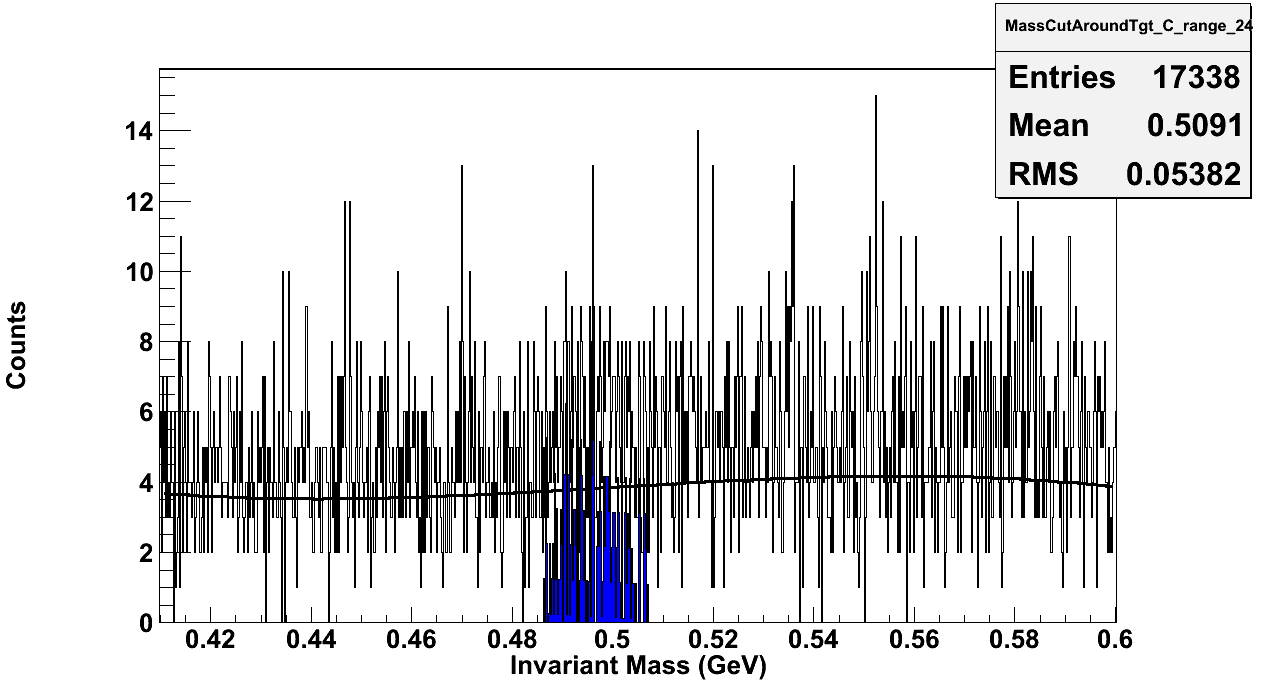 MassCutAroundTgt_C_range_24
Entries 17338
Mean 0.5091
RMS 0.05382
Counts
14
12
10
8
6
4
2
0
0.42 0.44 0.46 0.48 0.5 0.52 0.54 0.56 0.58 0.6
Invariant Mass (GeV)